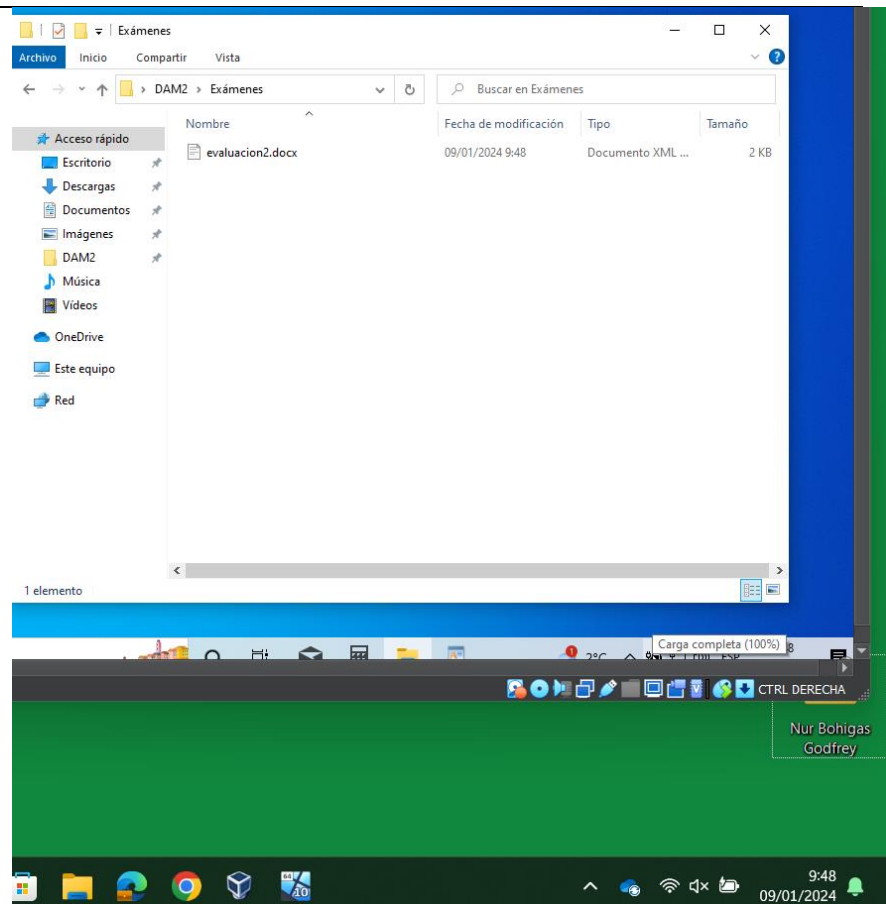 Exámenes
Archivo Inicio Compartir Vista
DAM2 Exámenes
Buscar en Exámenes
Nombre Fecha de modificación Tipo Tamaño
evaluacion2.docx 09/01/2024 9:48 Documento XML ... 2 KB
Acceso rápido
Escritorio
Descargas
Documentos
Imágenes
DAM2
Música
Vídeos
OneDrive
Este equipo
Red
1 elemento
Carga completa (100%)
2°C ESP
CTRL DERECHA
Nur Bohigas
Godfrey
9:48
09/01/2024